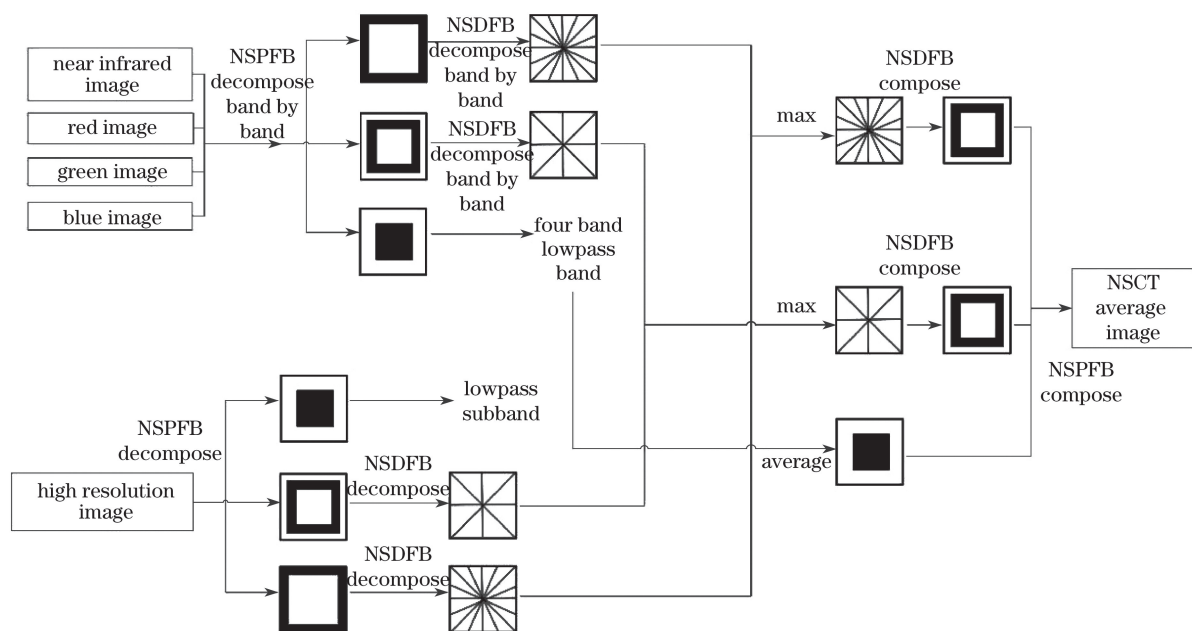 near infrared
image
red image
green image
blue image
NSPFB
decompose
band by
band
NSDFB
decompose
band by
band
NSDFB
decompose
band by
band
four band
lowpass
band
max
NSDFB
compose
max
NSDFB
compose
NSCT
average
image
NSPFB
compose
average
high resolution
image
NSPFB
decompose
lowpass
subband
NSDFB
decompose
NSDFB
decompose